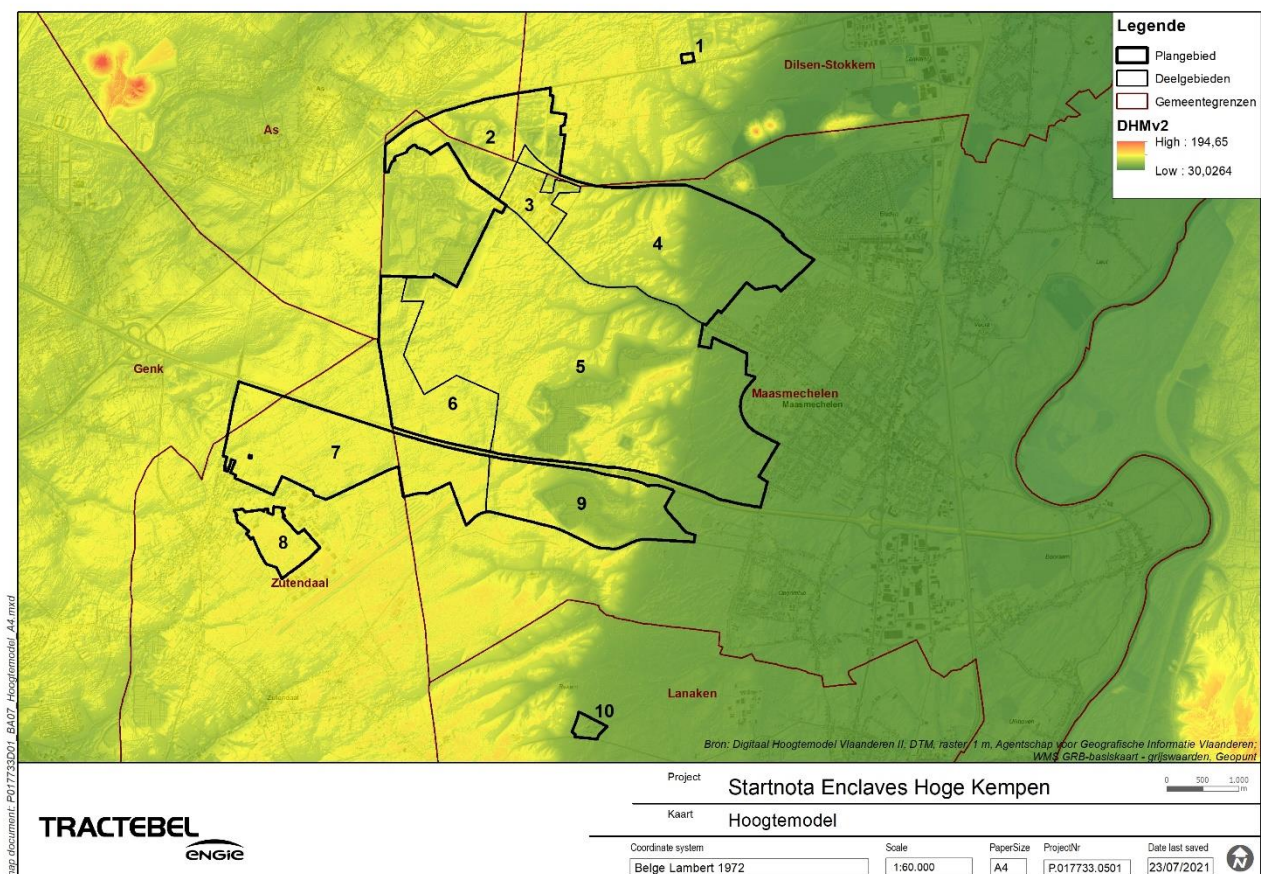 Legende
Plangebied
Deelgebieden
Gemeentegrenzen
DHMv2
High : 194,65
Low : 30,0264
1
Dilsen-Stokkem
As
2
3
4
Genk
5
Maasmechelen
Maasmechelen
6
7
9
8
Zutendaal
Zutendaal
Lanaken
10
Bron: Digitaal Hoogtemodel Vlaanderen II, DTM, raster, 1 m, Agentschap voor Geografische Informatie Vlaanderen;
WMS GRB-basiskaart - grijswaarden, Geopunt
map document: P017733D01_BA07_Hoogtemodel_A4.mxd
Project Startnota Enclaves Hoge Kempen
0 500 1.000
m
Kaart Hoogtemodel
TRACTEBEL
ENGIE
Coordinate system Scale PaperSize ProjectNr Date last saved
Belge Lambert 1972 1:60.000 A4 P.017733.0501 23/07/2021
N